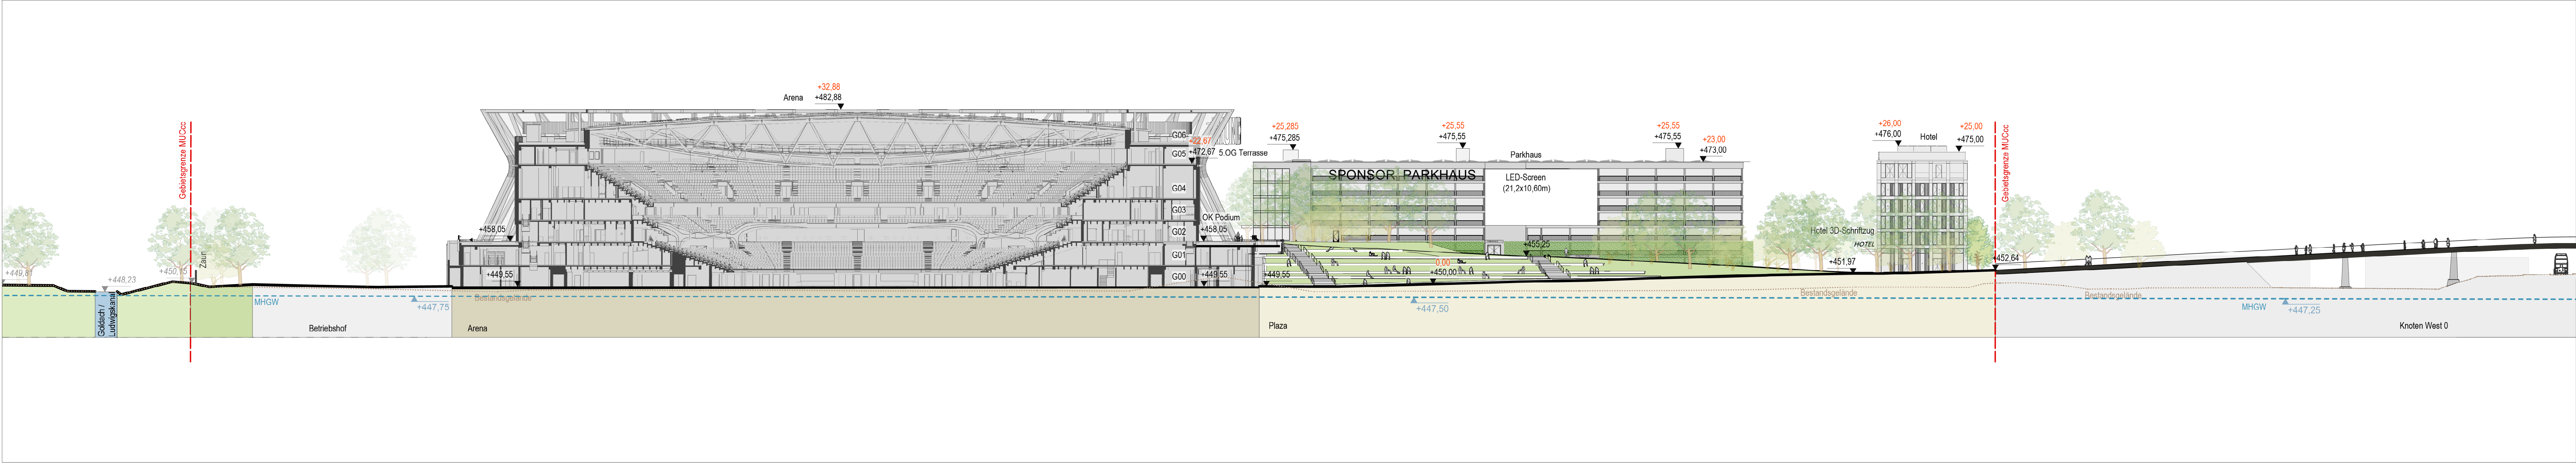 +449,81
+448,23
Goldach /
Ludwigskanal
+450,15
Gebietsgrenze MUCcc
Zaun
MHGW
Betriebshof
+447,75
Arena
+32,88
+482,88
+458,05
+449,55
Bestandsgelände
Arena
G06
G05
G04
G03
G02
G01
G00
+22,67
+472,67
5.OG Terrasse
OK Podium
+458,05
+449,55
+449,55
Plaza
+25,285
+475,285
+25,55
+475,55
SPONSOR PARKHAUS
Parkhaus
LED-Screen
(21,2x10,60m)
+25,55
+475,55
+23,00
+473,00
+455,25
0,00
+450,00
+447,50
Bestandsgelände
+26,00
+476,00
Hotel
+25,00
+475,00
Hotel 3D-Schriftzug
HOTEL
+451,97
Gebietsgrenze MUCcc
+452,64
Bestandsgelände
MHGW
+447,25
Knoten West 0